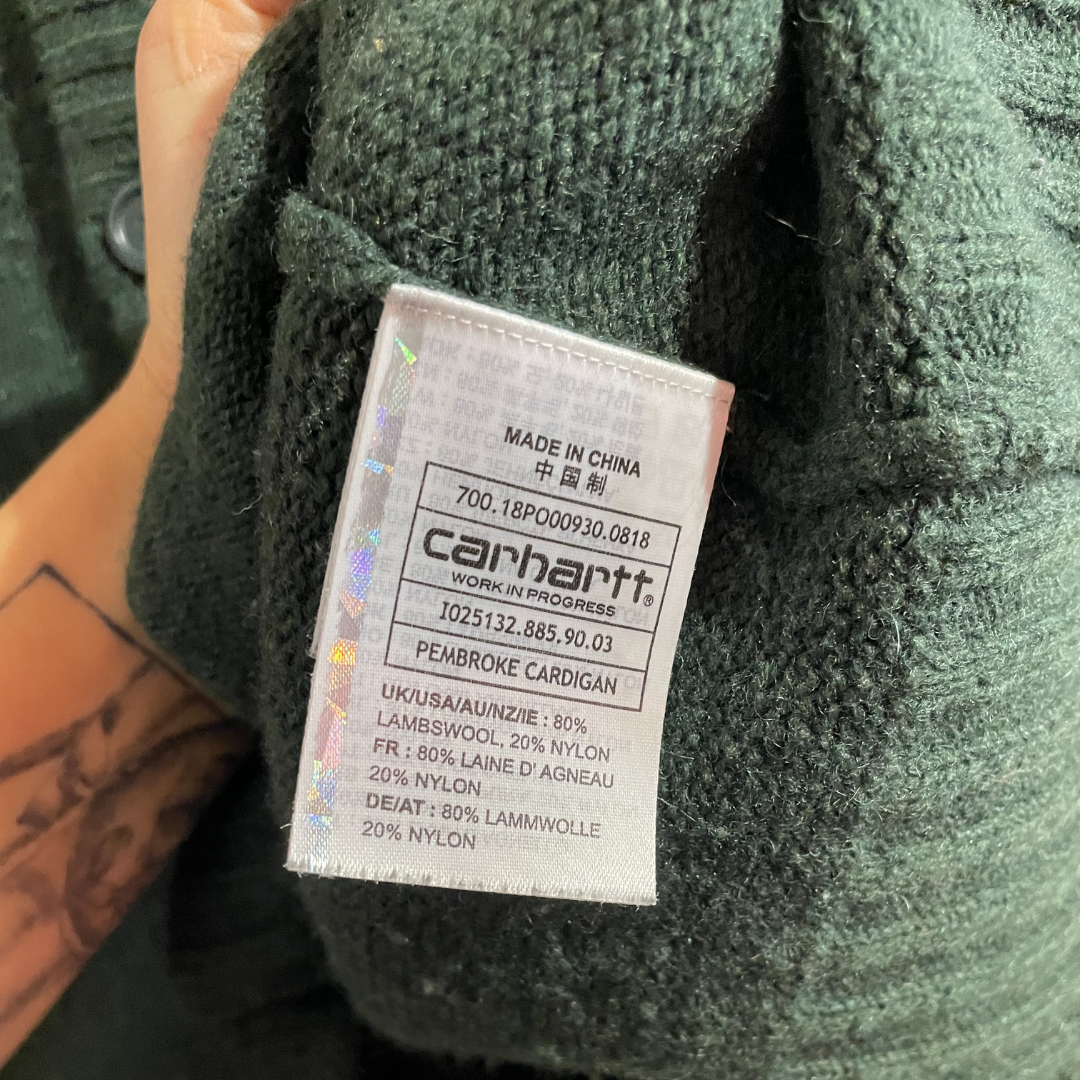 MADE IN CHINA
中国制
700.18PO00930.0818
carhartt®
WORK IN PROGRESS
I025132.885.90.03
PEMBROKE CARDIGAN
UK/USA/AU/NZ/IE : 80%
LAMBSWOOL, 20% NYLON
FR : 80% LAINE D' AGNEAU
20% NYLON
DE/AT : 80% LAMMWOLLE
20% NYLON